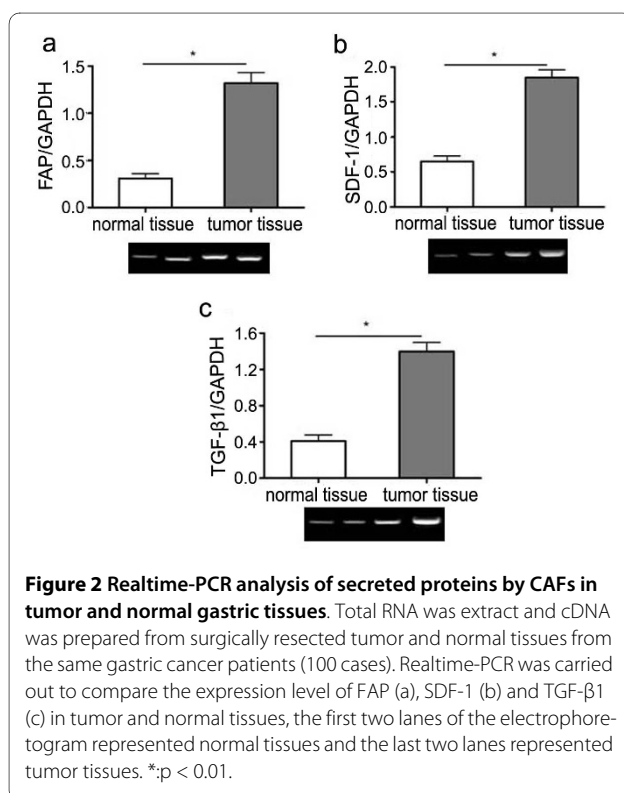 a
*
FAP/GAPDH
1.5
1.0
0.5
0.0
normal tissue tumor tissue
b
*
SDF-1/GAPDH
2.0
1.5
1.0
0.5
0.0
normal tissue tumor tissue
c
*
TGF-β1/GAPDH
1.6
1.2
0.8
0.4
0.0
normal tissue tumor tissue
Figure 2 Realtime-PCR analysis of secreted proteins by CAFs in
tumor and normal gastric tissues. Total RNA was extract and cDNA
was prepared from surgically resected tumor and normal tissues from
the same gastric cancer patients (100 cases). Realtime-PCR was carried
out to compare the expression level of FAP (a), SDF-1 (b) and TGF-β1
(c) in tumor and normal tissues, the first two lanes of the electrophore-
togram represented normal tissues and the last two lanes represented
tumor tissues. *:p < 0.01.